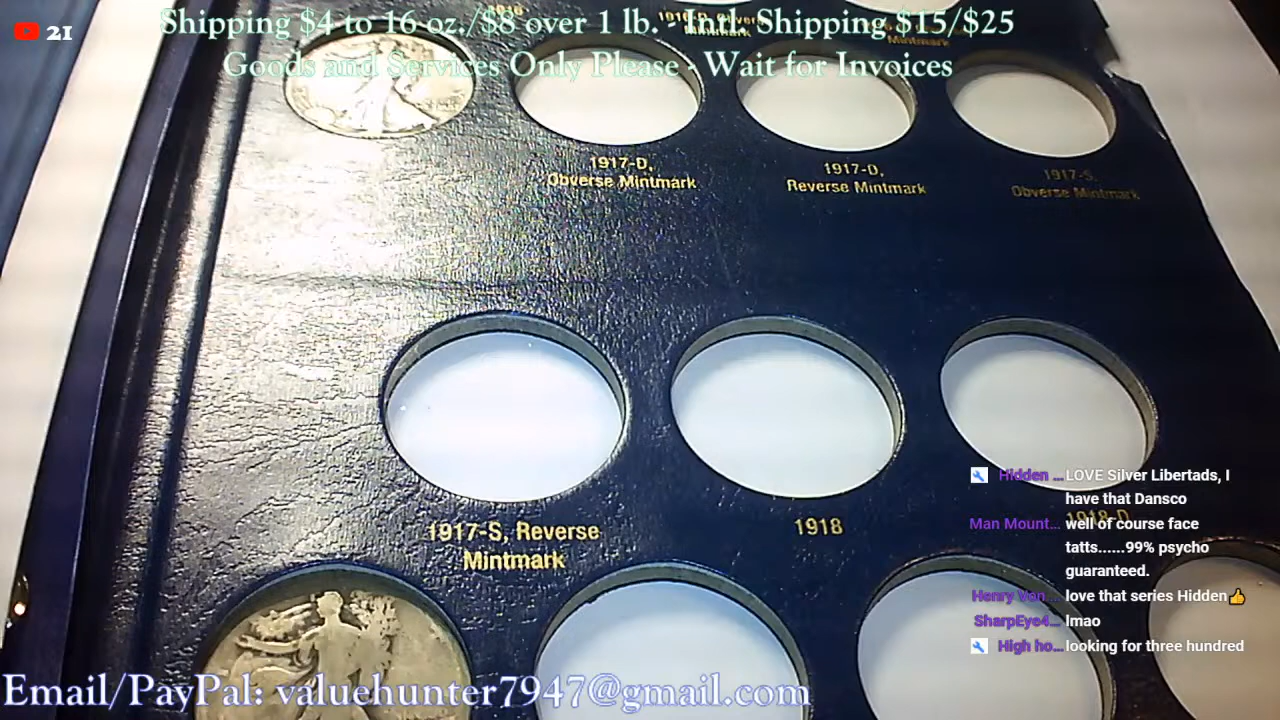 21
Shipping $4 to 16 oz./$8 over 1 lb. - Intl. Shipping $15/$25
Goods and Services Only Please - Wait for Invoices
1916
Mintmark
Mintmark
1917-D,
Obverse Mintmark
1917-D,
Reverse Mintmark
1917-S,
Obverse Mintmark
1917-S, Reverse
Mintmark
1918
1918-D
Hidden ... LOVE Silver Libertads, I
have that Dansco
Man Mount... well of course face
tatts......99% psycho
guaranteed.
Henry Von ... love that series Hidden👍
SharpEye4... lmao
High ho... looking for three hundred
Email/PayPal: valuehunter7947@gmail.com